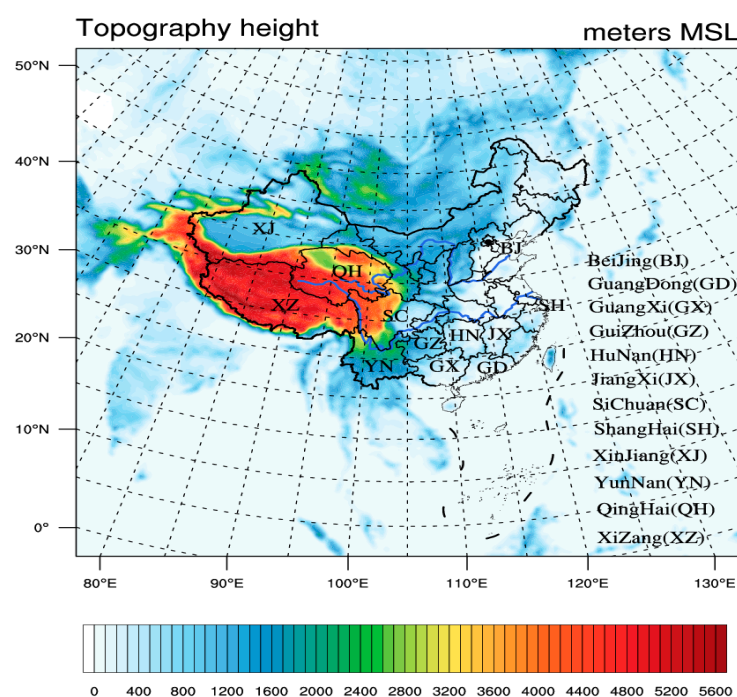 Topography height meters MSL
50°N
40°N
30°N
20°N
10°N
0°
XJ
QH
XZ
SC
YN
GZ
HN
JX
GX
GD
BJ
SH
BeiJing(BJ)
GuangDong(GD)
GuangXi(GX)
GuiZhou(GZ)
HuNan(HN)
JiangXi(JX)
SiChuan(SC)
ShangHai(SH)
XinJiang(XJ)
YunNan(YN)
QingHai(QH)
XiZang(XZ)
80°E 90°E 100°E 110°E 120°E 130°E
0 400 800 1200 1600 2000 2400 2800 3600 4000 4400 4800 5200 5600